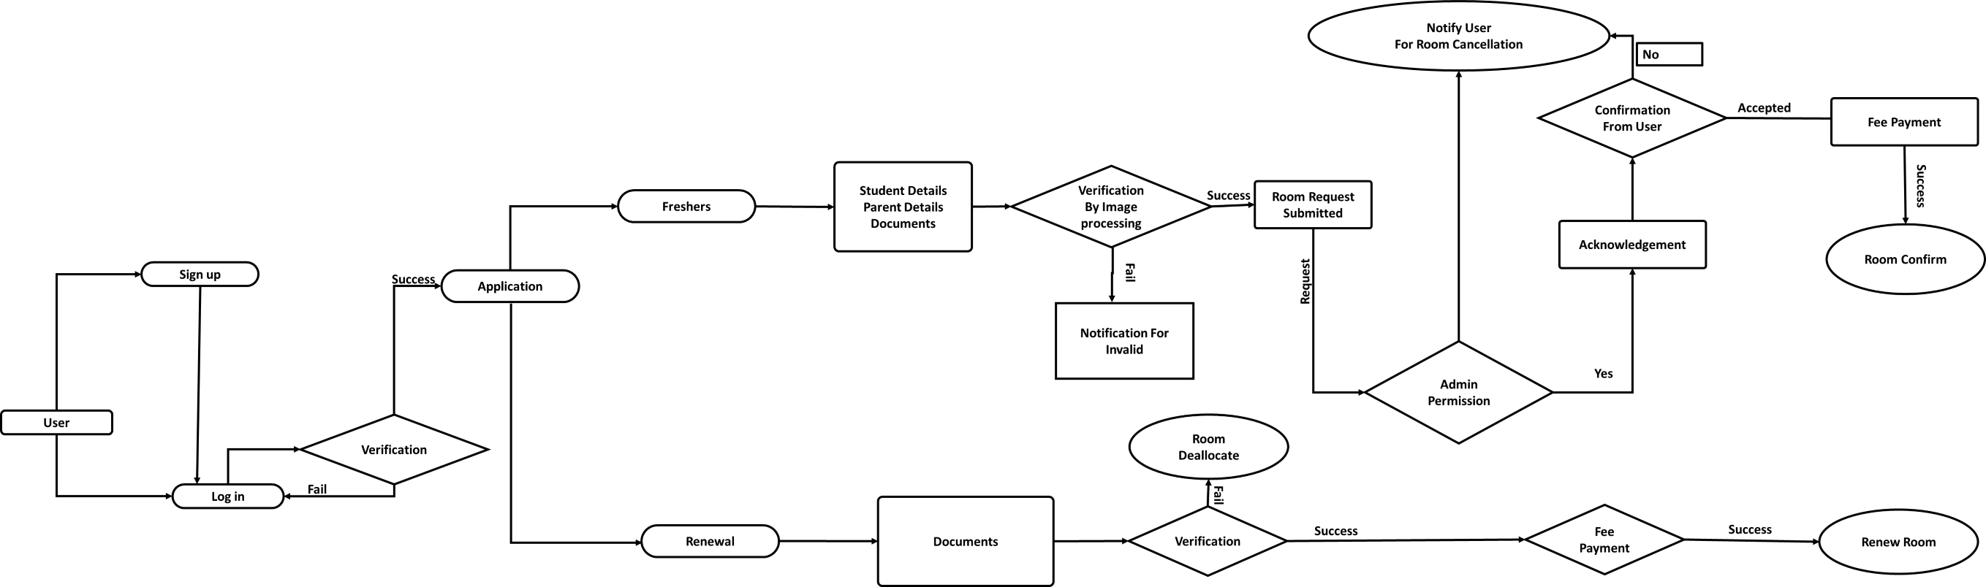 Notify User
For Room Cancellation
No
Confirmation
From User
Accepted
Fee Payment
Success
Room Confirm
Acknowledgement
Yes
Admin
Permission
Request
Room Request
Submitted
Success
Verification
By Image
processing
Fail
Notification For
Invalid
Student Details
Parent Details
Documents
Freshers
Application
Success
Sign up
User
Verification
Log in
Fail
Renewal
Documents
Verification
Fail
Room
Deallocate
Success
Fee
Payment
Success
Renew Room